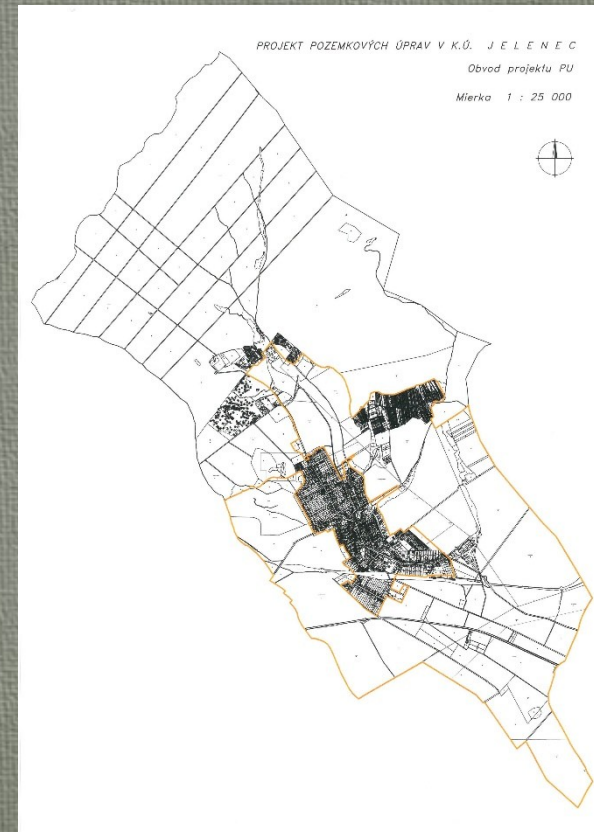 PROJEKT POZEMKOVÝCH ÚPRAV V K.Ú. J E L E N E C
Obvod projektu PU
Mierka 1 : 25 000